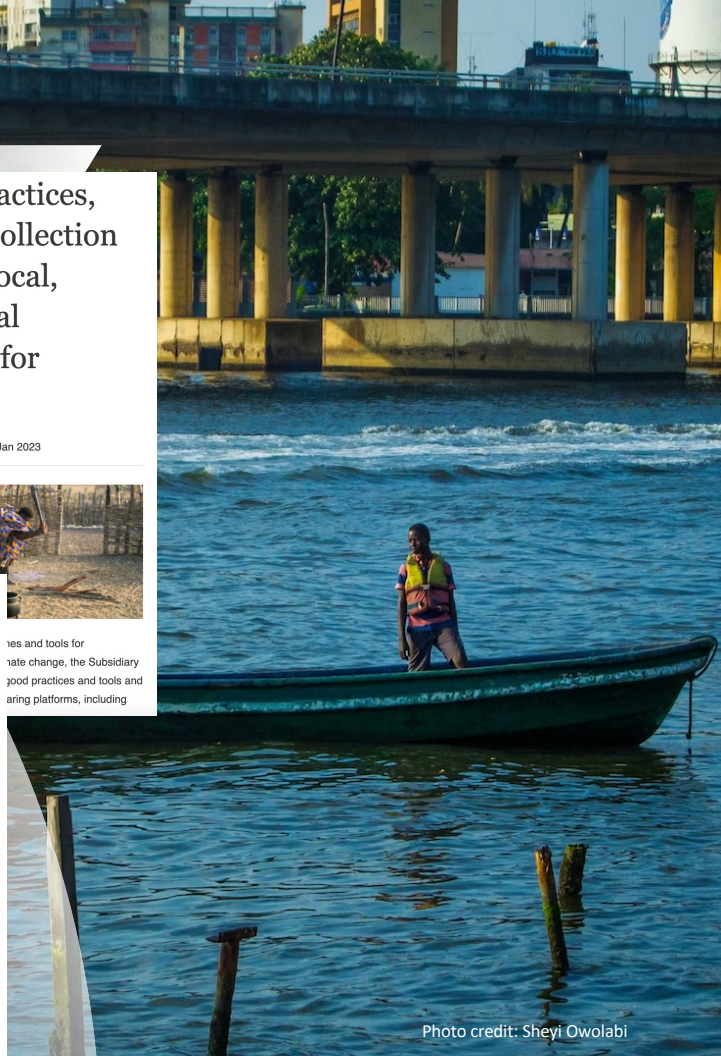 actices,
ollection
ocal,
al
for
Jan 2023
nes and tools for
nate change, the Subsidiary
good practices and tools and
aring platforms, including
Photo credit: Sheyi Owolabi